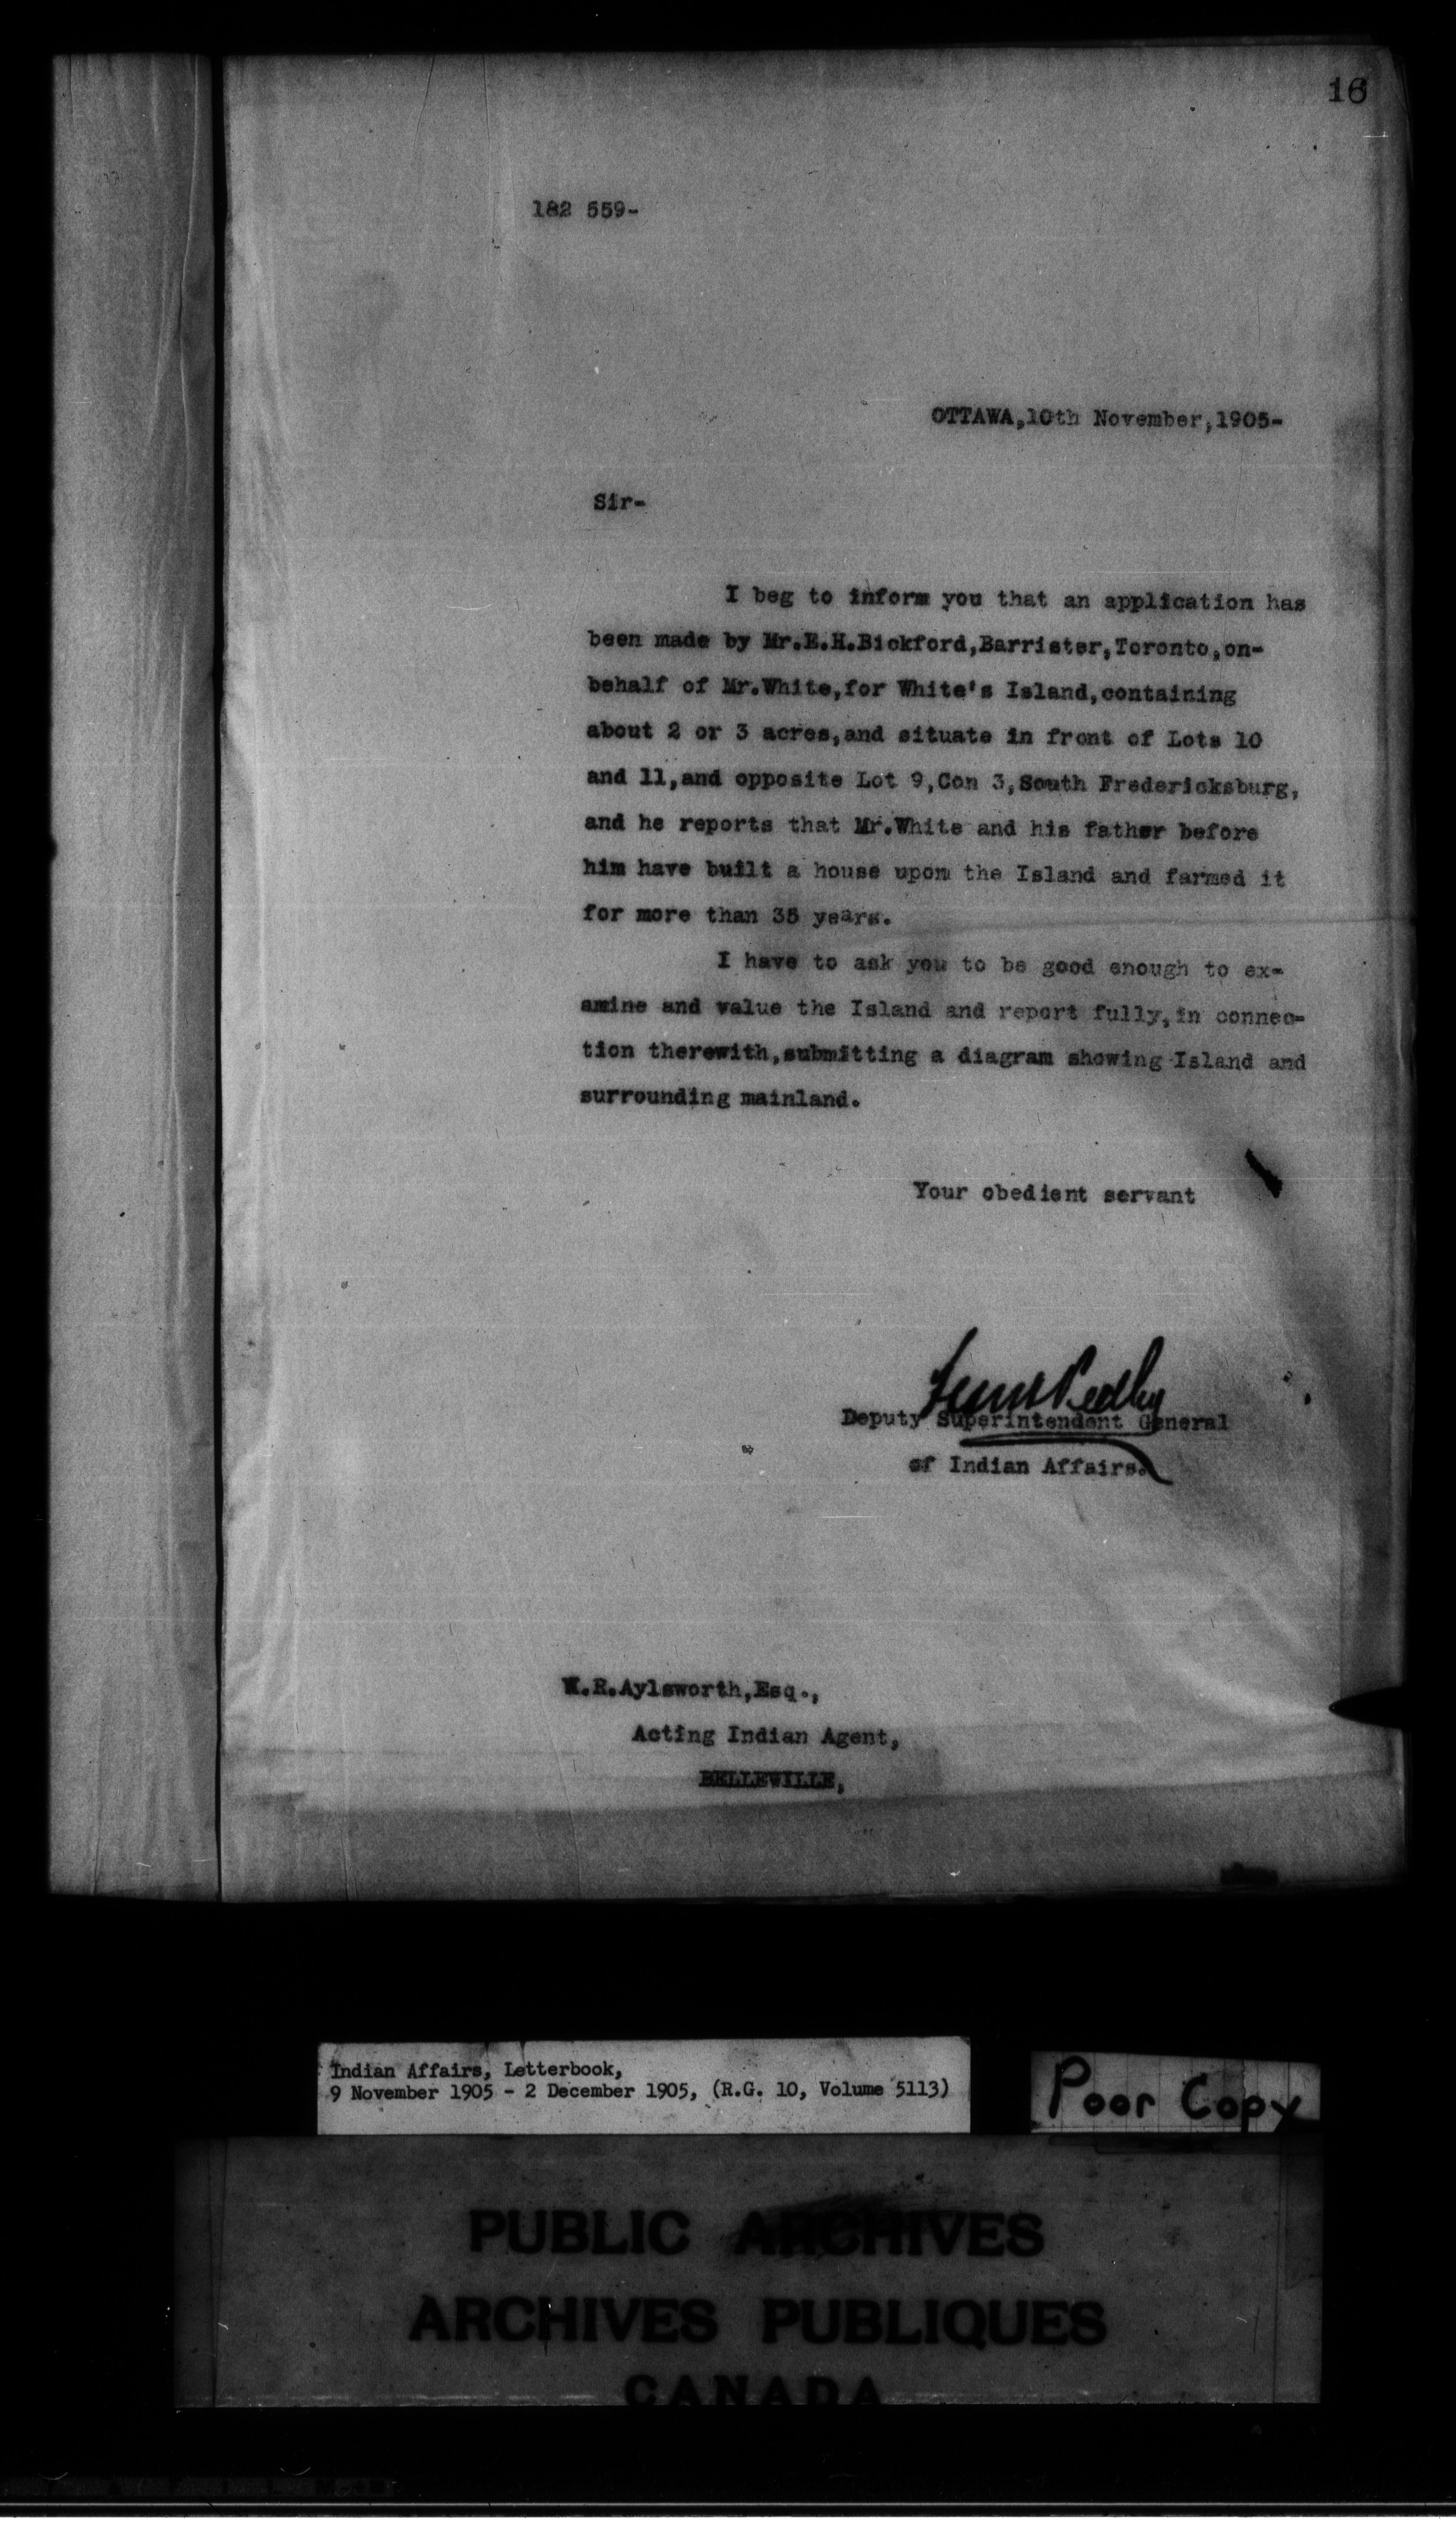 16
182 559-
OTTAWA,10th November,1905-
Sir-
I beg to inform you that an application has
been made by Mr.E.H.Bickford,Barrister,Toronto,on-
behalf of Mr.White,for White's Island,containing
about 2 or 3 acres,and situate in front of Lots 10
and 11,and opposite Lot 9,Con 3,South Fredericksburg,
and he reports that Mr.White and his father before
him have built a house upon the Island and farmed it
for more than 35 years.
I have to ask you to be good enough to ex-
amine and value the Island and report fully,in connec-
tion therewith,submitting a diagram showing Island and
surrounding mainland.
Your obedient servant
Frank Pedley
Deputy Superintendent General
of Indian Affairs.
W.R.Aylsworth,Esq.,
Acting Indian Agent,
BELLEVILLE,
Indian Affairs, Letterbook,
9 November 1905 - 2 December 1905, (R.G. 10, Volume 5113)
Poor Copy
PUBLIC ARCHIVES
ARCHIVES PUBLIQUES
CANADA